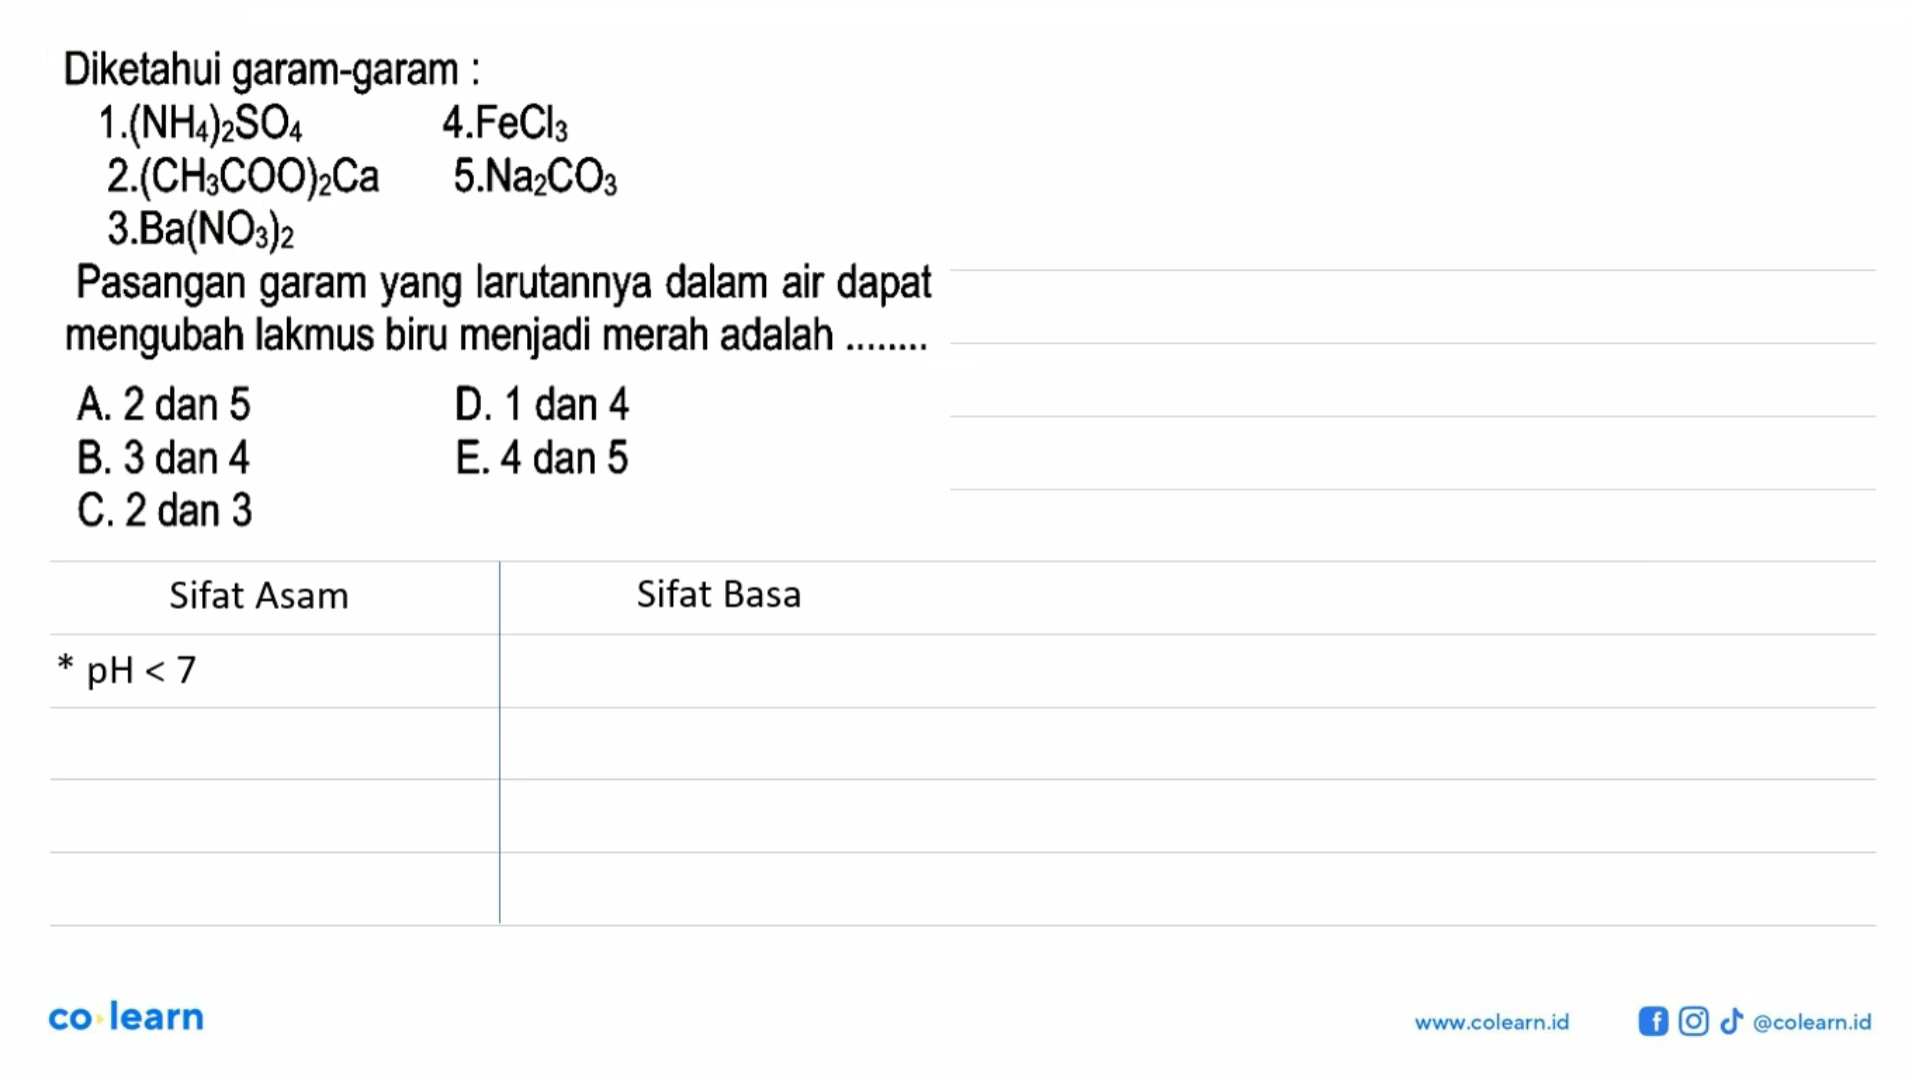 Diketahui garam-garam :
1.(NH₄)₂SO₄ 4.FeCl₃
2.(CH₃COO)₂Ca 5.Na₂CO₃
3.Ba(NO₃)₂
Pasangan garam yang larutannya dalam air dapat
mengubah lakmus biru menjadi merah adalah ........
A. 2 dan 5 D. 1 dan 4
B. 3 dan 4 E. 4 dan 5
C. 2 dan 3
Sifat Asam Sifat Basa
* pH < 7
co learn www.colearn.id @colearn.id